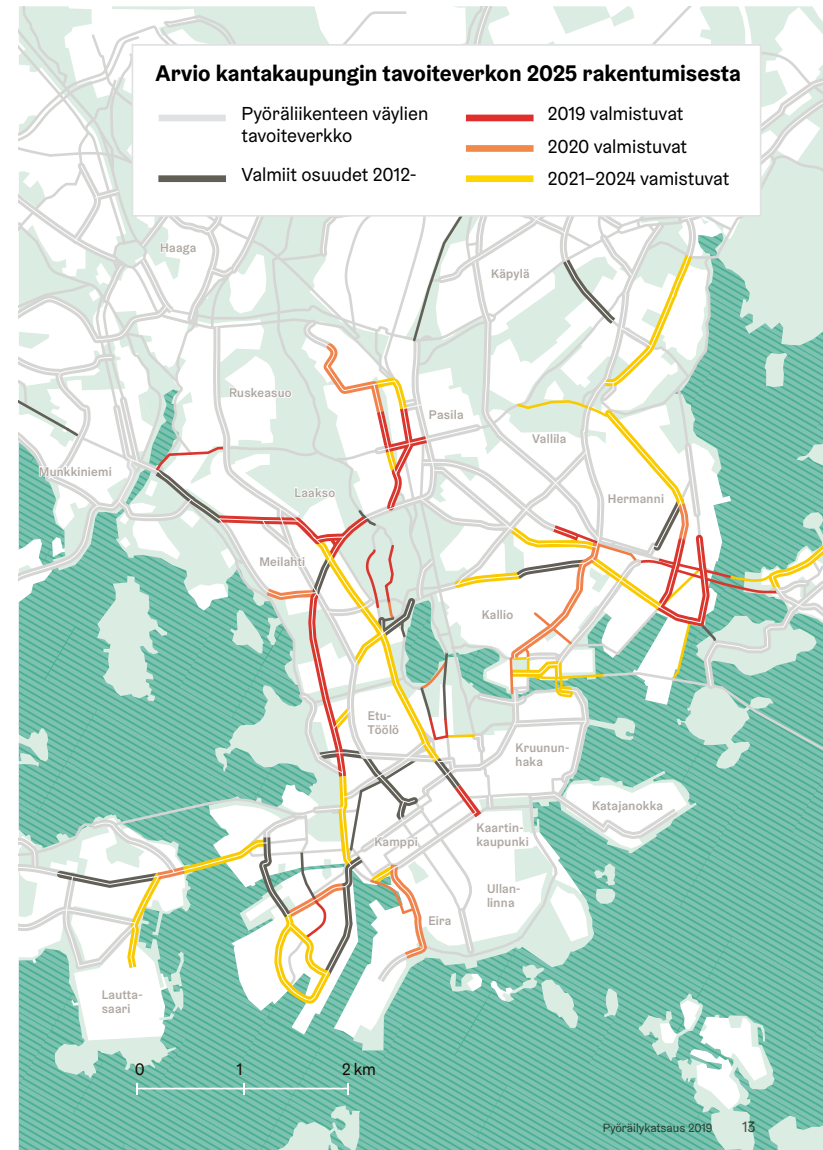 Arvio kantakaupungin tavoiteverkon 2025 rakentumisesta
Pyöräliikenteen väylien
tavoiteverkko
Valmiit osuudet 2012-
2019 valmistuvat
2020 valmistuvat
2021–2024 vamistuvat
Haaga
Käpylä
Ruskeasuo
Pasila
Vallila
Munkkiniemi
Laakso
Hermanni
Meilahti
Kallio
Etu-
Töölö
Kruunun-
haka
Katajanokka
Kamppi
Kaartin-
kaupunki
Ullan-
linna
Eira
Lautta-
saari
0 1 2 km
Pyöräilykatsaus 2019 13